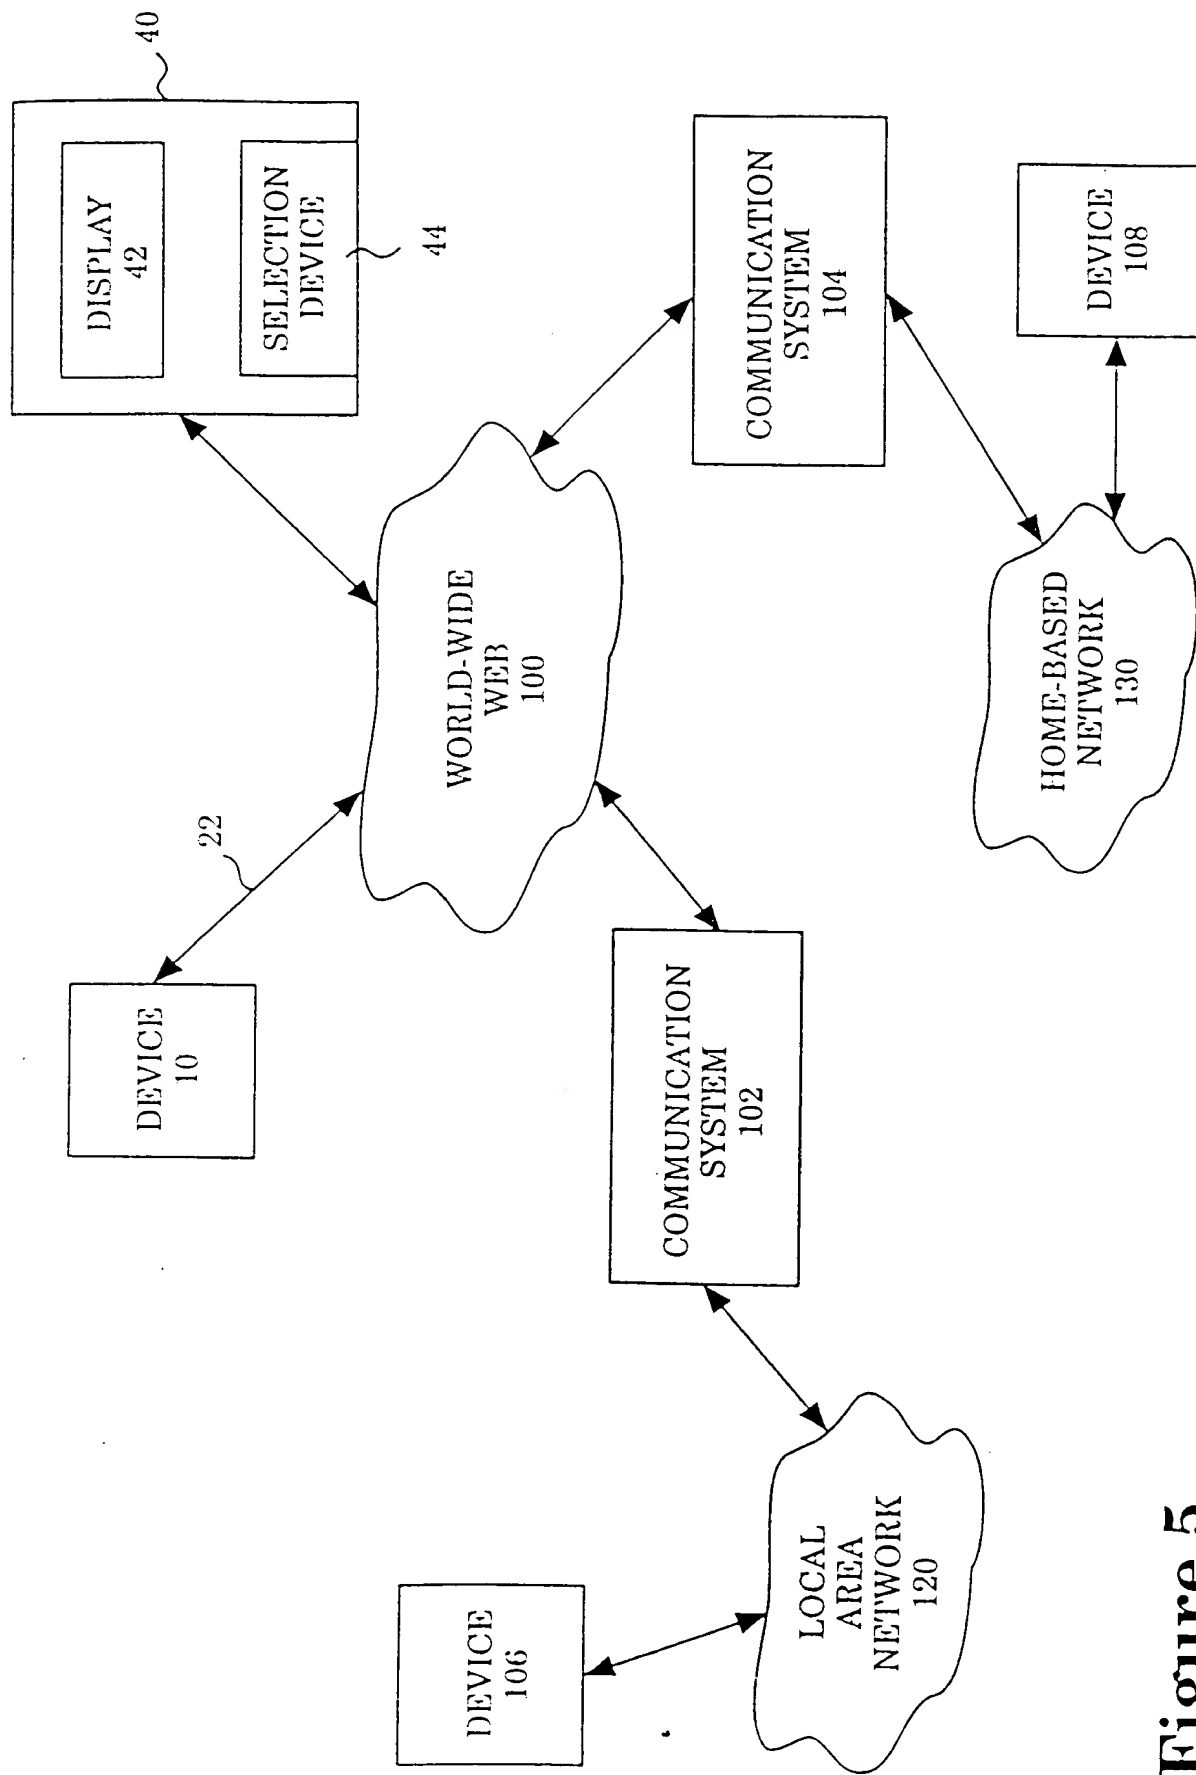 40
DISPLAY
42
SELECTION
DEVICE
44
22
DEVICE
10
WORLD-WIDE
WEB
100
COMMUNICATION
SYSTEM
104
COMMUNICATION
SYSTEM
102
DEVICE
108
HOME-BASED
NETWORK
130
DEVICE
106
LOCAL
AREA
NETWORK
120
Figure 5